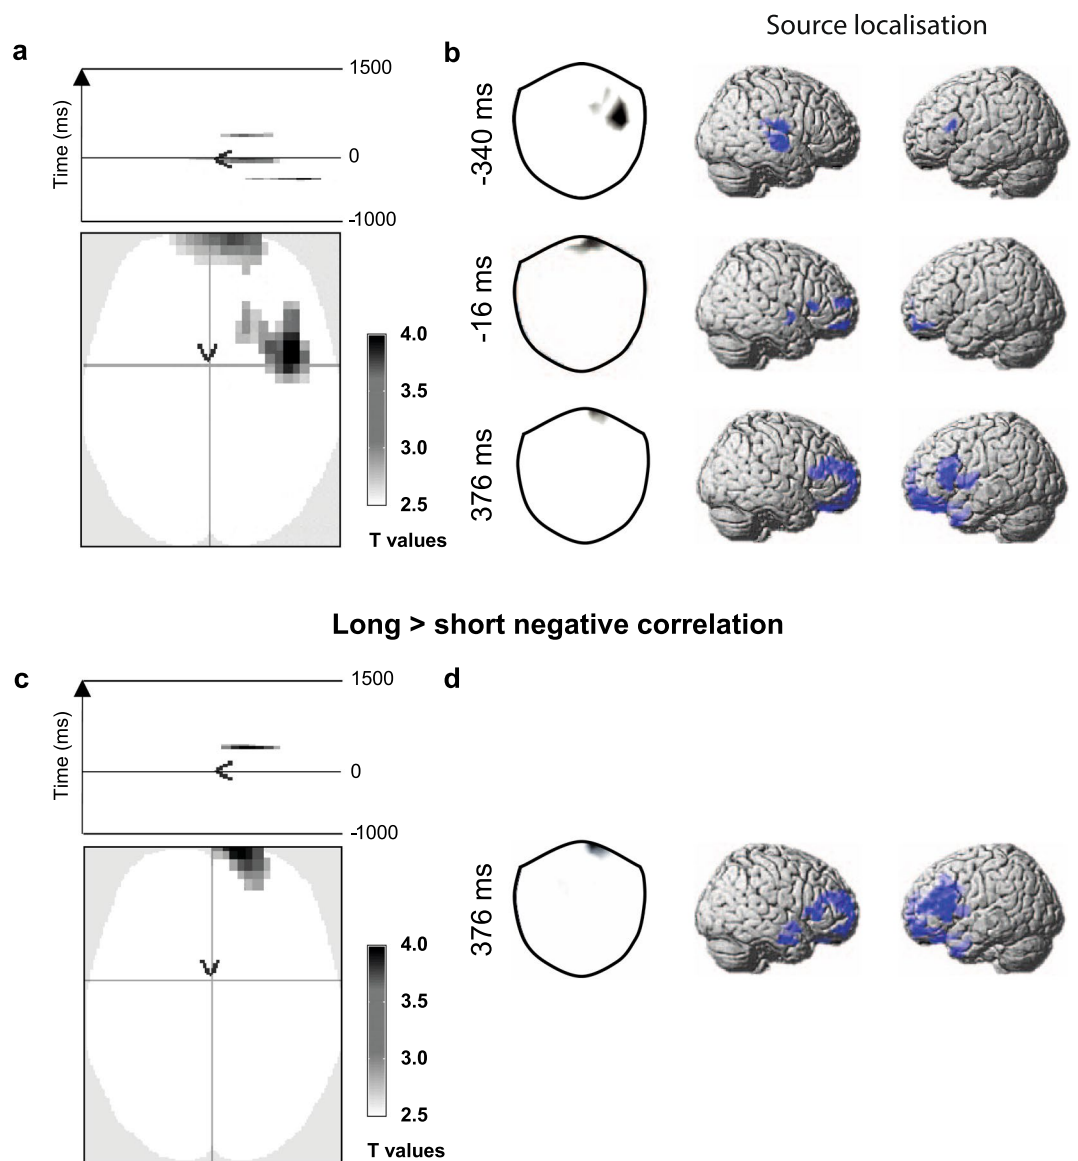 Source localisation
a
1500
Time (ms)
0
-1000
4.0
3.5
3.0
2.5
T values
b
-340 ms
-16 ms
376 ms
Long > short negative correlation
c
1500
Time (ms)
0
-1000
4.0
3.5
3.0
2.5
T values
d
376 ms